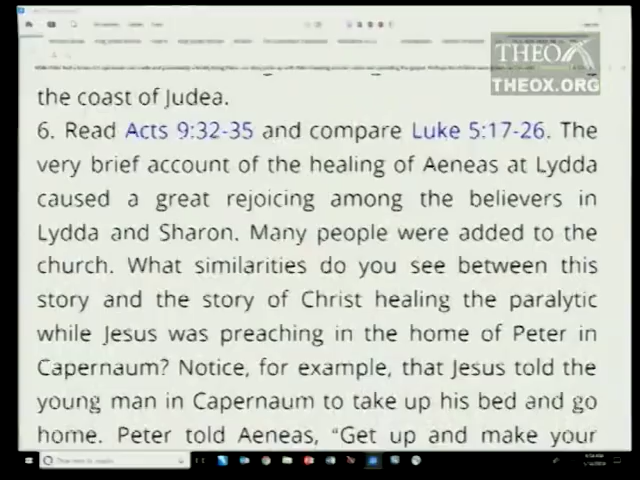 THEOX
THEOX.ORG
the coast of Judea.
6. Read Acts 9:32-35 and compare Luke 5:17-26. The
very brief account of the healing of Aeneas at Lydda
caused a great rejoicing among the believers in
Lydda and Sharon. Many people were added to the
church. What similarities do you see between this
story and the story of Christ healing the paralytic
while Jesus was preaching in the home of Peter in
Capernaum? Notice, for example, that Jesus told the
young man in Capernaum to take up his bed and go
home. Peter told Aeneas, “Get up and make your